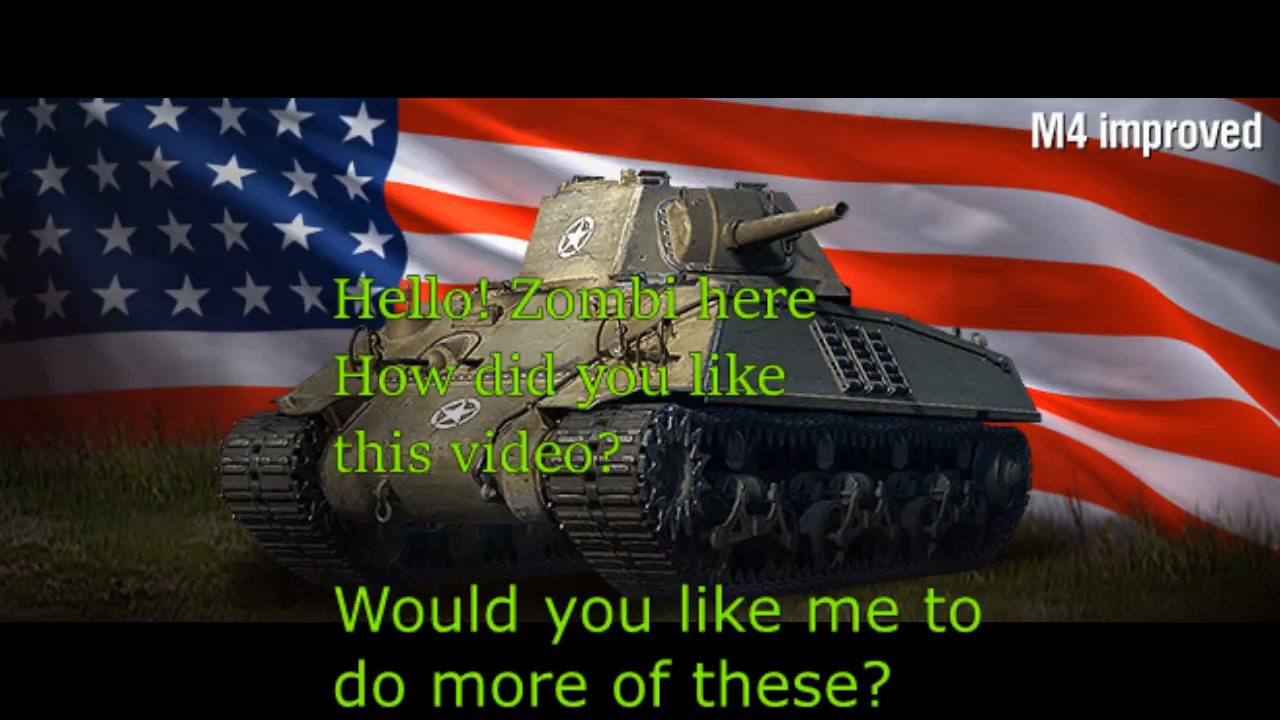 M4 improved
Hello! Zombi here
How did you like
this video?
Would you like me to
do more of these?